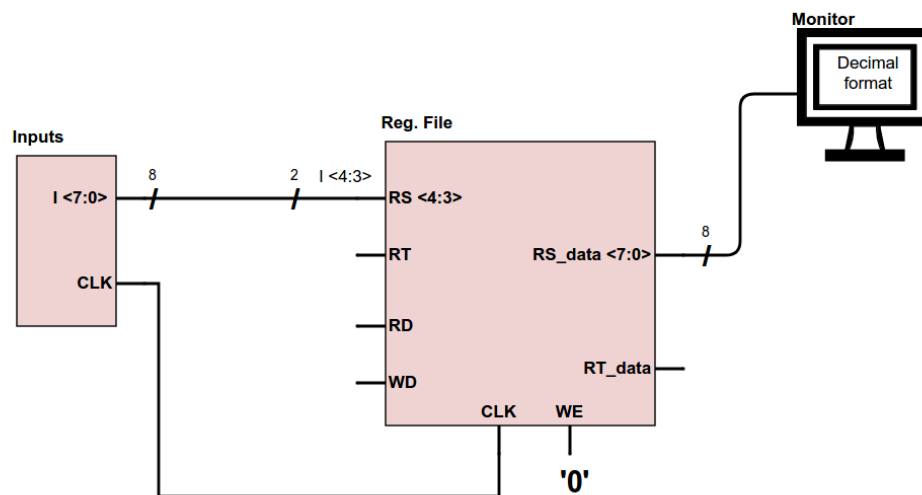 Monitor
Decimal
format
Reg. File
Inputs
8
2
I <4:3>
I <7:0>
RS <4:3>
8
RT
RS_data <7:0>
CLK
RD
RT_data
WD
CLK
WE
'0'